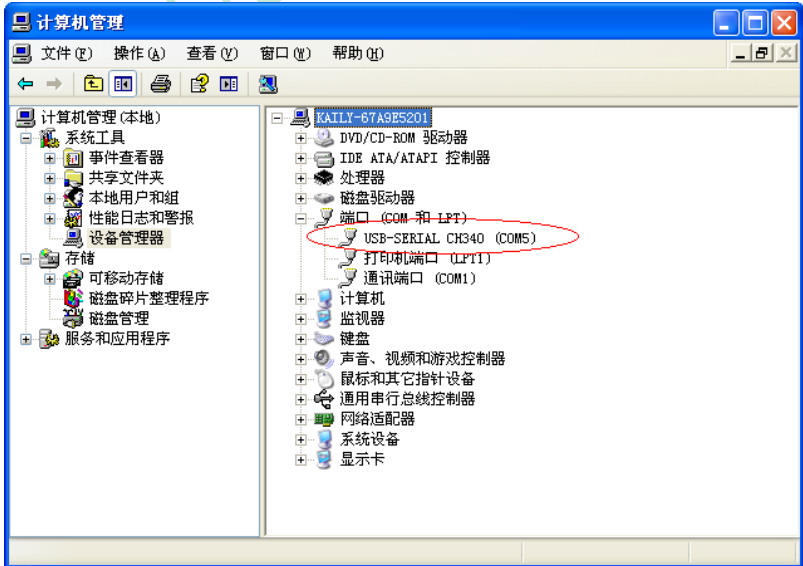 计算机管理
文件(F) 操作(A) 查看(V) 窗口(W) 帮助(H)
计算机管理(本地)
系统工具
事件查看器
共享文件夹
本地用户和组
性能日志和警报
设备管理器
存储
可移动存储
磁盘碎片整理程序
磁盘管理
服务和应用程序
KAILY-67A9E5201
DVD/CD-ROM 驱动器
IDE ATA/ATAPI 控制器
处理器
磁盘驱动器
端口 (COM 和 LPT)
USB-SERIAL CH340 (COM5)
打印机端口 (LPT1)
通讯端口 (COM1)
计算机
监视器
键盘
声音、视频和游戏控制器
鼠标和其它指针设备
通用串行总线控制器
网络适配器
系统设备
显示卡